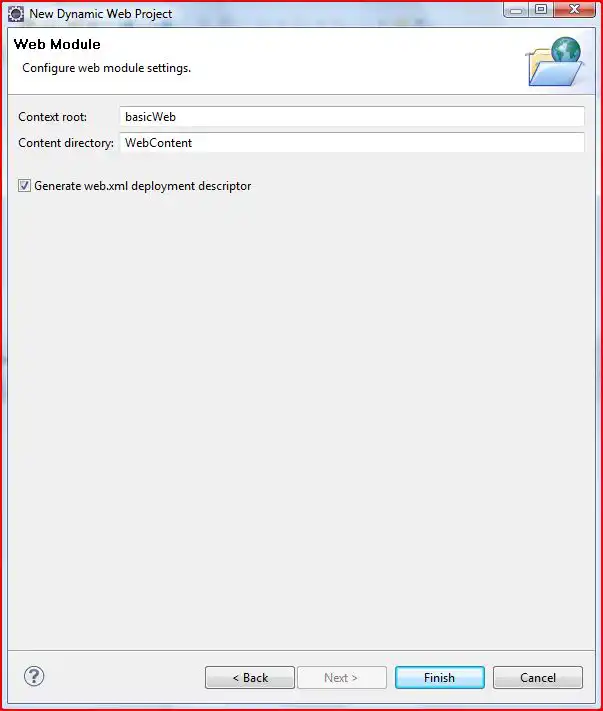 New Dynamic Web Project
Web Module
Configure web module settings.
Context root: basicWeb
Content directory: WebContent
Generate web.xml deployment descriptor
? < Back Next > Finish Cancel